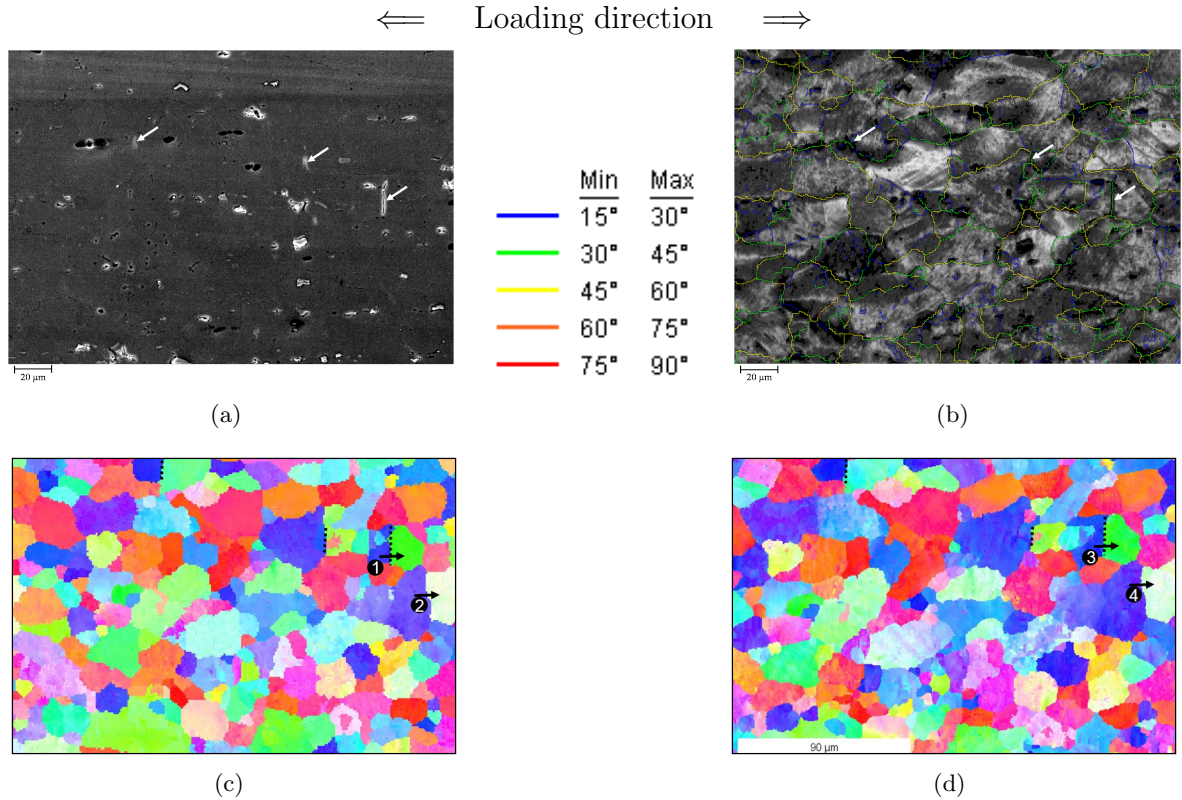 ⇐ Loading direction ⇒
Min Max
15° 30°
30° 45°
45° 60°
60° 75°
75° 90°
20 µm
20 µm
(a)
(b)
1
2
3
4
90 µm
(c)
(d)